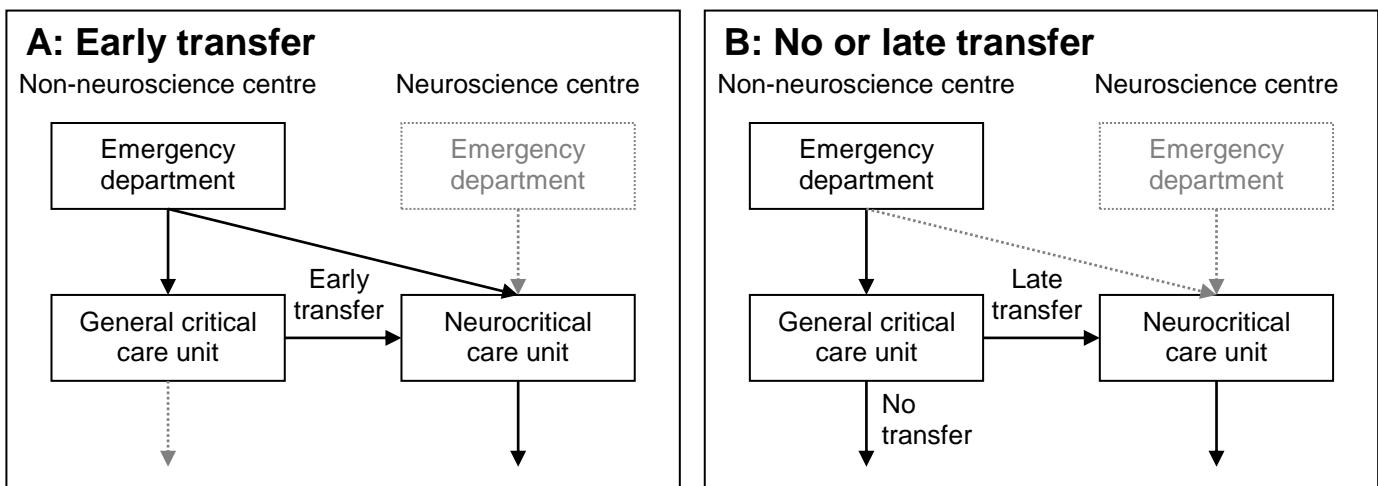 A: Early transfer
Non-neuroscience centre
Neuroscience centre
Emergency
department
Emergency
department
Early
transfer
General critical
care unit
Neurocritical
care unit
B: No or late transfer
Non-neuroscience centre
Neuroscience centre
Emergency
department
Emergency
department
Late
transfer
General critical
care unit
Neurocritical
care unit
No
transfer